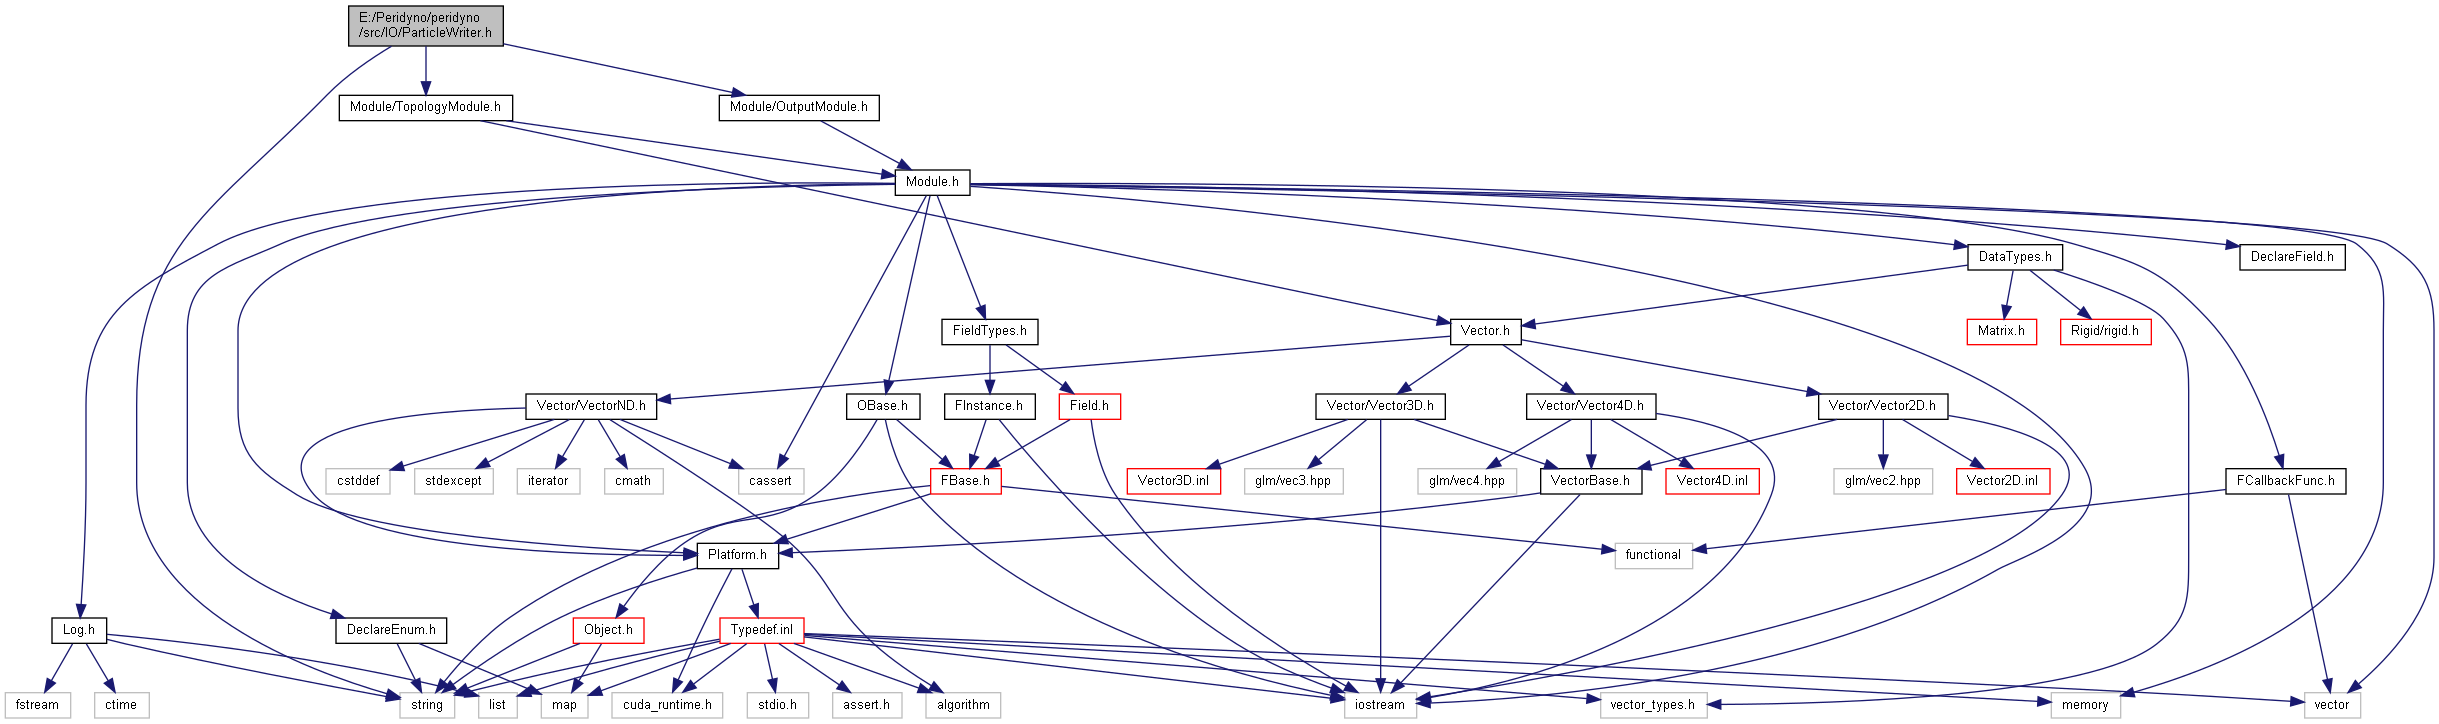 E:/Peridyno/peridyno
/src/IO/ParticleWriter.h
Module/TopologyModule.h
Module/OutputModule.h
Module.h
DataTypes.h
DeclareField.h
FieldTypes.h
Vector.h
Matrix.h
Rigid/rigid.h
Vector/VectorND.h
OBase.h
FInstance.h
Field.h
Vector/Vector3D.h
Vector/Vector4D.h
Vector/Vector2D.h
cstddef
stdexcept
iterator
cmath
cassert
FBase.h
Vector3D.inl
glm/vec3.hpp
glm/vec4.hpp
VectorBase.h
Vector4D.inl
glm/vec2.hpp
Vector2D.inl
FCallbackFunc.h
Platform.h
functional
Log.h
DeclareEnum.h
Object.h
Typedef.inl
fstream
ctime
string
list
map
cuda_runtime.h
stdio.h
assert.h
algorithm
iostream
vector_types.h
memory
vector